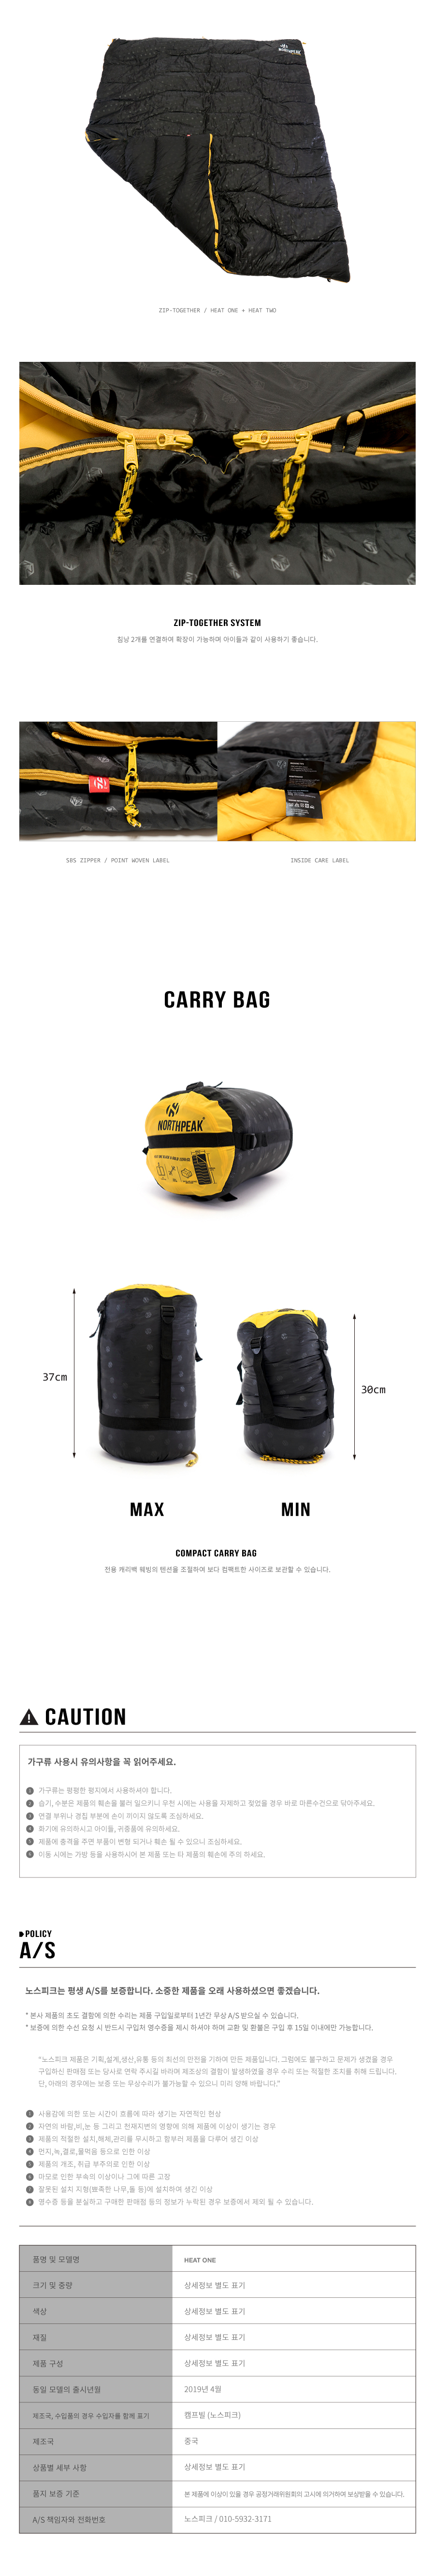 NORTHPEAK
ZIP-TOGETHER / HEAT ONE + HEAT TWO
ZIP-TOGETHER SYSTEM
침낭 2개를 연결하여 확장이 가능하며 아이들과 같이 사용하기 좋습니다.
SBS ZIPPER / POINT WOVEN LABEL
INSIDE CARE LABEL
CARRY BAG
NORTHPEAK
37cm
30cm
MAX
MIN
COMPACT CARRY BAG
전용 캐리백 웨빙의 텐션을 조절하여 보다 컴팩트한 사이즈로 보관할 수 있습니다.
CAUTION
가구류 사용시 유의사항을 꼭 읽어주세요.
1 가구류는 평평한 평지에서 사용하셔야 합니다.
2 습기, 수분은 제품의 훼손을 불러 일으키니 우천 시에는 사용을 자제하고 젖었을 경우 바로 마른수건으로 닦아주세요.
3 연결 부위나 경첩 부분에 손이 끼이지 않도록 조심하세요.
4 화기에 유의하시고 아이들, 귀중품에 유의하세요.
5 제품에 충격을 주면 부품이 변형 되거나 훼손 될 수 있으니 조심하세요.
6 이동 시에는 가방 등을 사용하시어 본 제품 또는 타 제품의 훼손에 주의 하세요.
POLICY
A/S
노스피크는 평생 A/S를 보증합니다. 소중한 제품을 오래 사용하셨으면 좋겠습니다.
* 본사 제품의 초도 결함에 의한 수리는 제품 구입일로부터 1년간 무상 A/S 받으실 수 있습니다.
* 보증에 의한 수선 요청 시 반드시 구입처 영수증을 제시 하셔야 하며 교환 및 환불은 구입 후 15일 이내에만 가능합니다.
"노스피크 제품은 기획,설계,생산,유통 등의 최선의 만전을 기하여 만든 제품입니다. 그럼에도 불구하고 문제가 생겼을 경우
구입하신 판매점 또는 당사로 연락 주시길 바라며 제조상의 결함이 발생하였을 경우 수리 또는 적절한 조치를 취해 드립니다.
단, 아래의 경우에는 보증 또는 무상수리가 불가능할 수 있으니 미리 양해 바랍니다."
1 사용감에 의한 또는 시간이 흐름에 따라 생기는 자연적인 현상
2 자연의 바람,비,눈 등 그리고 천재지변의 영향에 의해 제품에 이상이 생기는 경우
3 제품의 적절한 설치,해체,관리를 무시하고 함부러 제품을 다루어 생긴 이상
4 먼지,녹,결로,물먹음 등으로 인한 이상
5 제품의 개조, 취급 부주의로 인한 이상
6 마모로 인한 부속의 이상이나 그에 따른 고장
7 잘못된 설치 지형(뾰족한 나무,돌 등)에 설치하여 생긴 이상
8 영수증 등을 분실하고 구매한 판매점 등의 정보가 누락된 경우 보증에서 제외 될 수 있습니다.
품명 및 모델명 HEAT ONE
크기 및 중량 상세정보 별도 표기
색상 상세정보 별도 표기
재질 상세정보 별도 표기
제품 구성 상세정보 별도 표기
동일 모델의 출시년월 2019년 4월
제조국, 수입품의 경우 수입자를 함께 표기 캠프빌 (노스피크)
제조국 중국
상품별 세부 사항 상세정보 별도 표기
품지 보증 기준 본 제품에 이상이 있을 경우 공정거래위원회의 고시에 의거하여 보상받을 수 있습니다.
A/S 책임자와 전화번호 노스피크 / 010-5932-3171